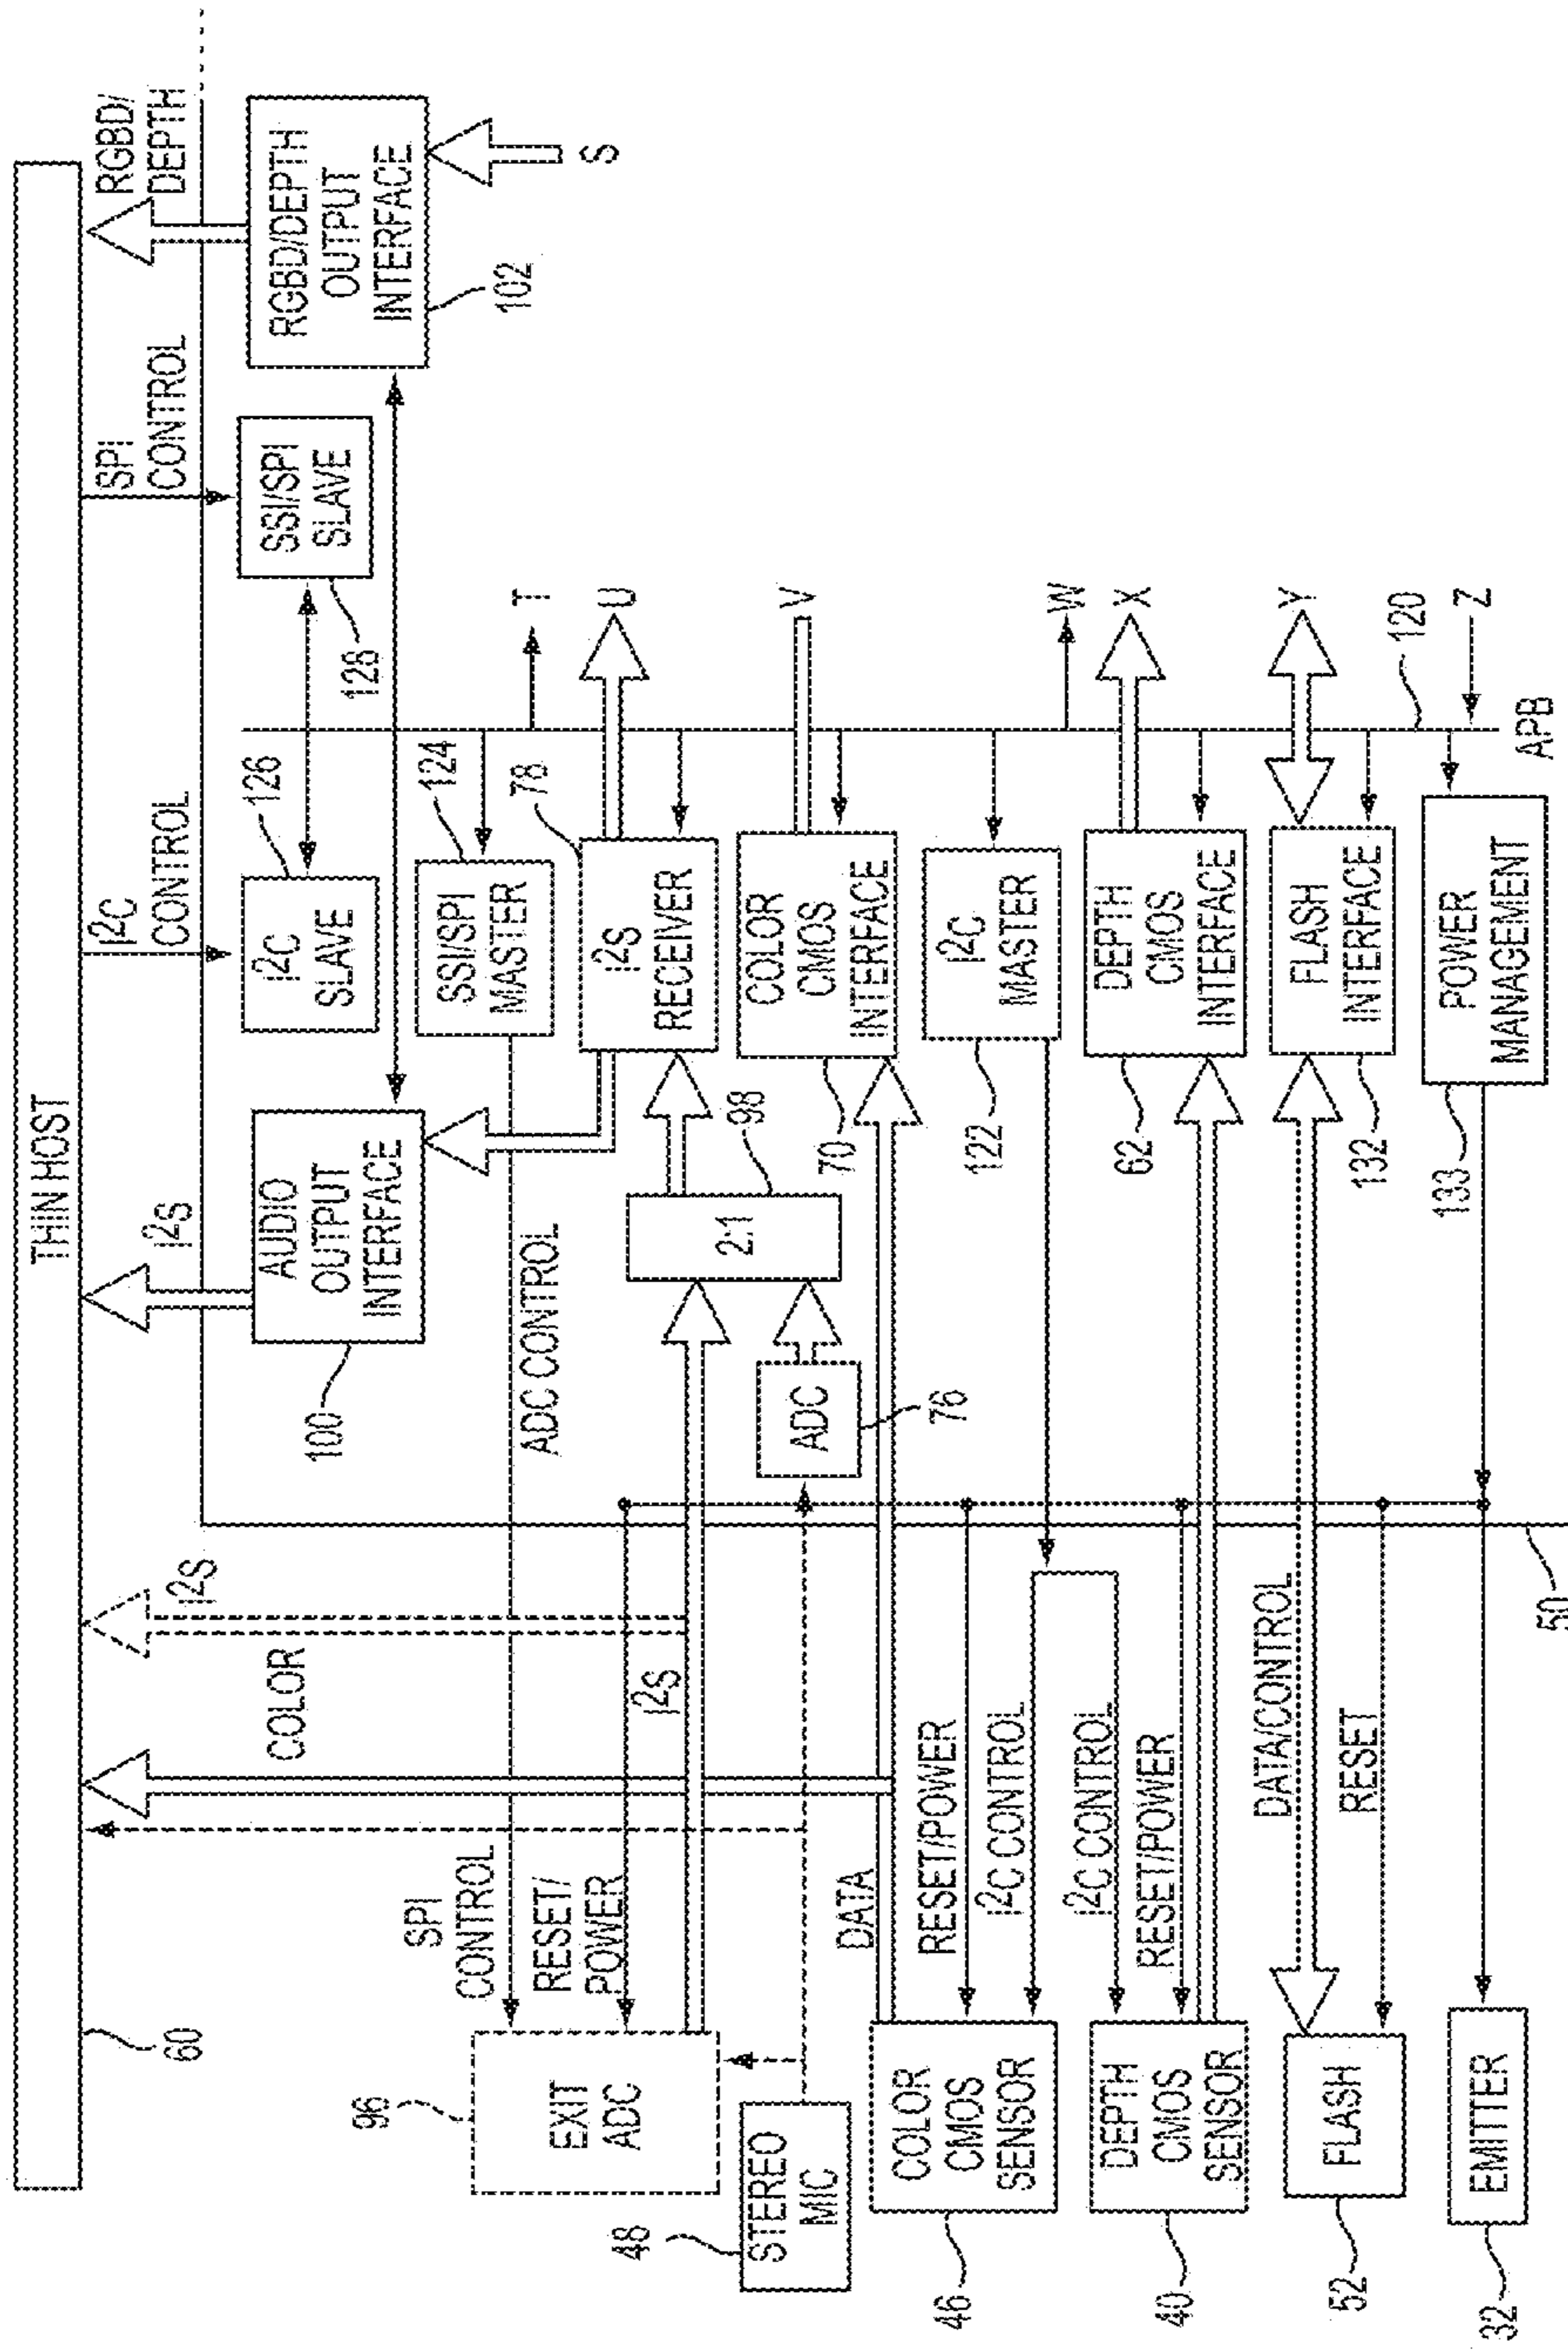 THIN HOST
60
COLOR
I2S
I2S
I2C
CONTROL
SPI
CONTROL
RGBD/
DEPTH
100
AUDIO
OUTPUT
INTERFACE
126
I2C
SLAVE
128
SSI/SPI
SLAVE
RGBD/DEPTH
OUTPUT
INTERFACE
102
S
96
EXIT
ADC
SPI
CONTROL
RESET/
POWER
I2S
ADC CONTROL
124
SSI/SPI
MASTER
T
78
I2S
RECEIVER
U
98
2:1
48
STEREO
MIC
ADC
76
46
COLOR
CMOS
SENSOR
DATA
RESET/POWER
I2C CONTROL
70
COLOR
CMOS
INTERFACE
V
122
I2C
MASTER
W
40
DEPTH
CMOS
SENSOR
I2C CONTROL
RESET/POWER
62
DEPTH
CMOS
INTERFACE
X
52
FLASH
DATA/CONTROL
RESET
132
FLASH
INTERFACE
Y
120
32
EMITTER
50
133
POWER
MANAGEMENT
Z
APB